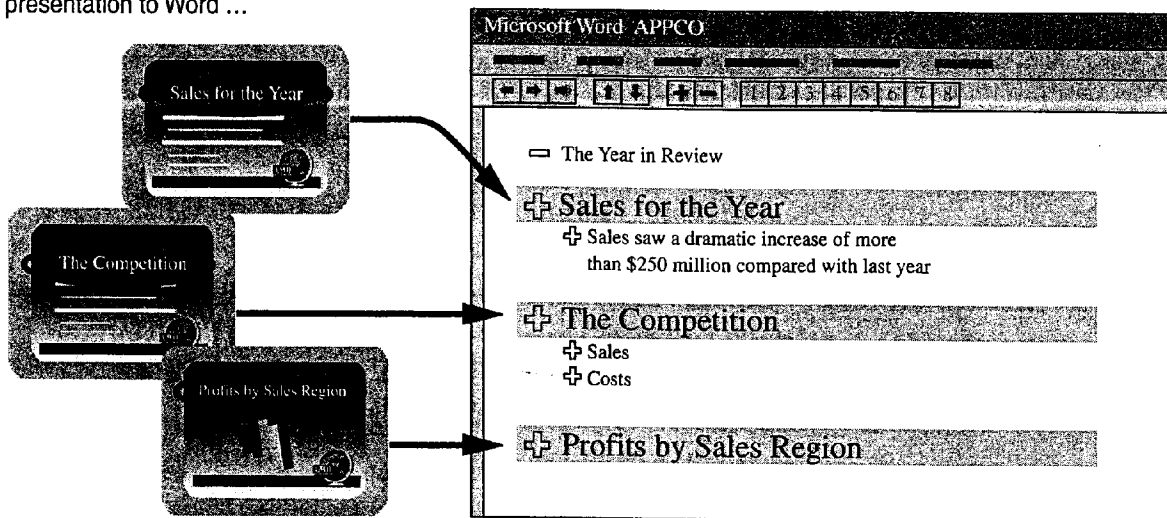 presentation to Word ...
Microsoft Word APPCO
1 2 3 4 5 6 7 8
Sales for the Year
The Competition
Profits by Sales Region
The Year in Review
Sales for the Year
Sales saw a dramatic increase of more
than $250 million compared with last year
The Competition
Sales
Costs
Profits by Sales Region